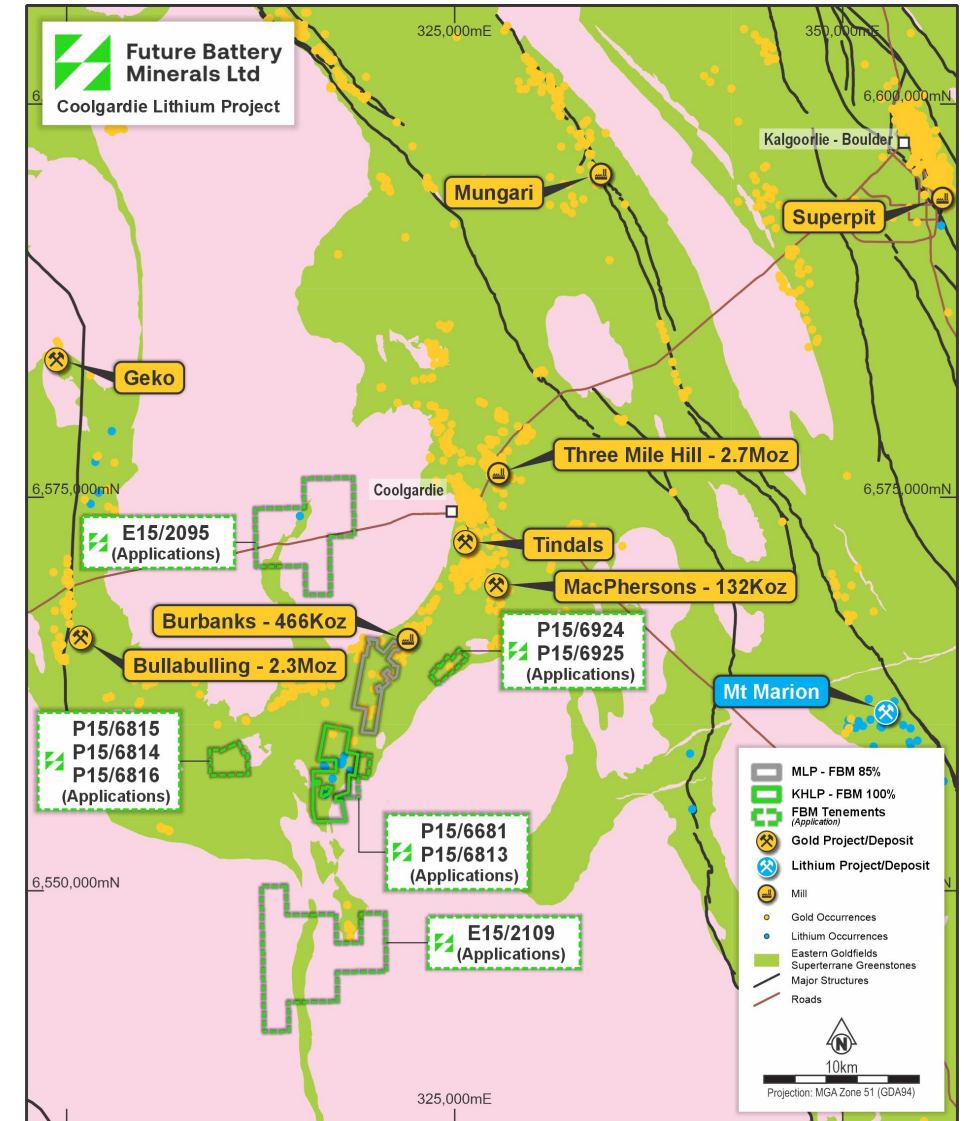 325,000mE
350,000mE
Future Battery
Minerals Ltd
Coolgardie Lithium Project
6,600,000mN
Kalgoorlie - Boulder
Mungari
Superpit
Geko
Three Mile Hill - 2.7Moz
6,575,000mN
Coolgardie
6,575,000mN
E15/2095
(Applications)
Tindals
MacPhersons - 132Koz
Burbanks - 466Koz
P15/6924
P15/6925
(Applications)
Bullabulling - 2.3Moz
Mt Marion
P15/6815
P15/6814
P15/6816
(Applications)
MLP - FBM 85%
KHLP - FBM 100%
FBM Tenements
(Application)
P15/6681
P15/6813
(Applications)
Gold Project/Deposit
Lithium Project/Deposit
6,550,000mN
Mill
Gold Occurrences
Lithium Occurrences
E15/2109
(Applications)
Eastern Goldfields
Superterrane Greenstones
Major Structures
Roads
N
10km
Projection: MGA Zone 51 (GDA94)
325,000mE